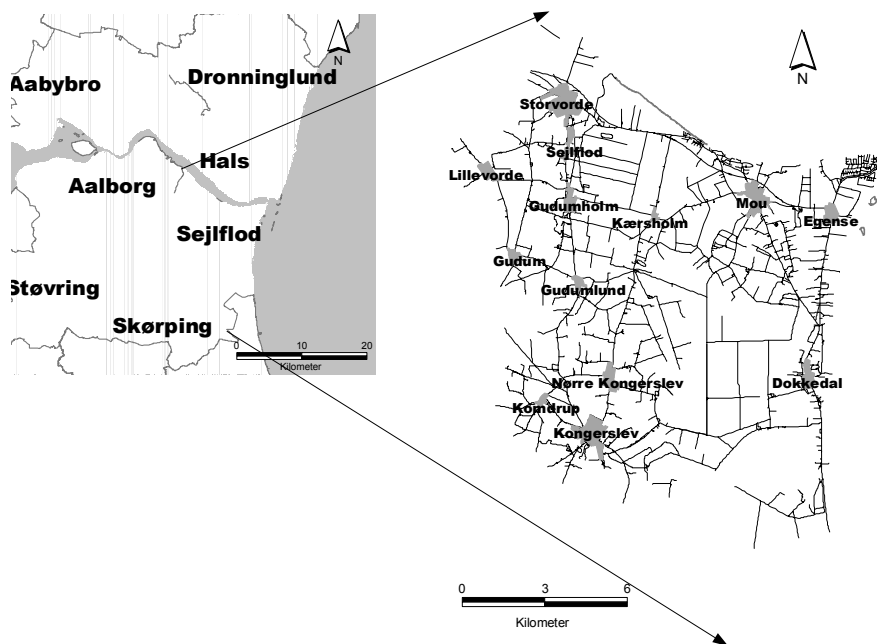 Aabybro
Dronninglund
N
Hals
Aalborg
Sejlflod
Støvring
Skørping
0 10 20
Kilometer
N
Storvorde
Sejlflod
Lillevorde
Gudumholm
Kærsholm
Mou
Egense
Gudum
Gudumlund
Nørre Kongerslev
Dokkedal
Komdrup
Kongerslev
0 3 6
Kilometer